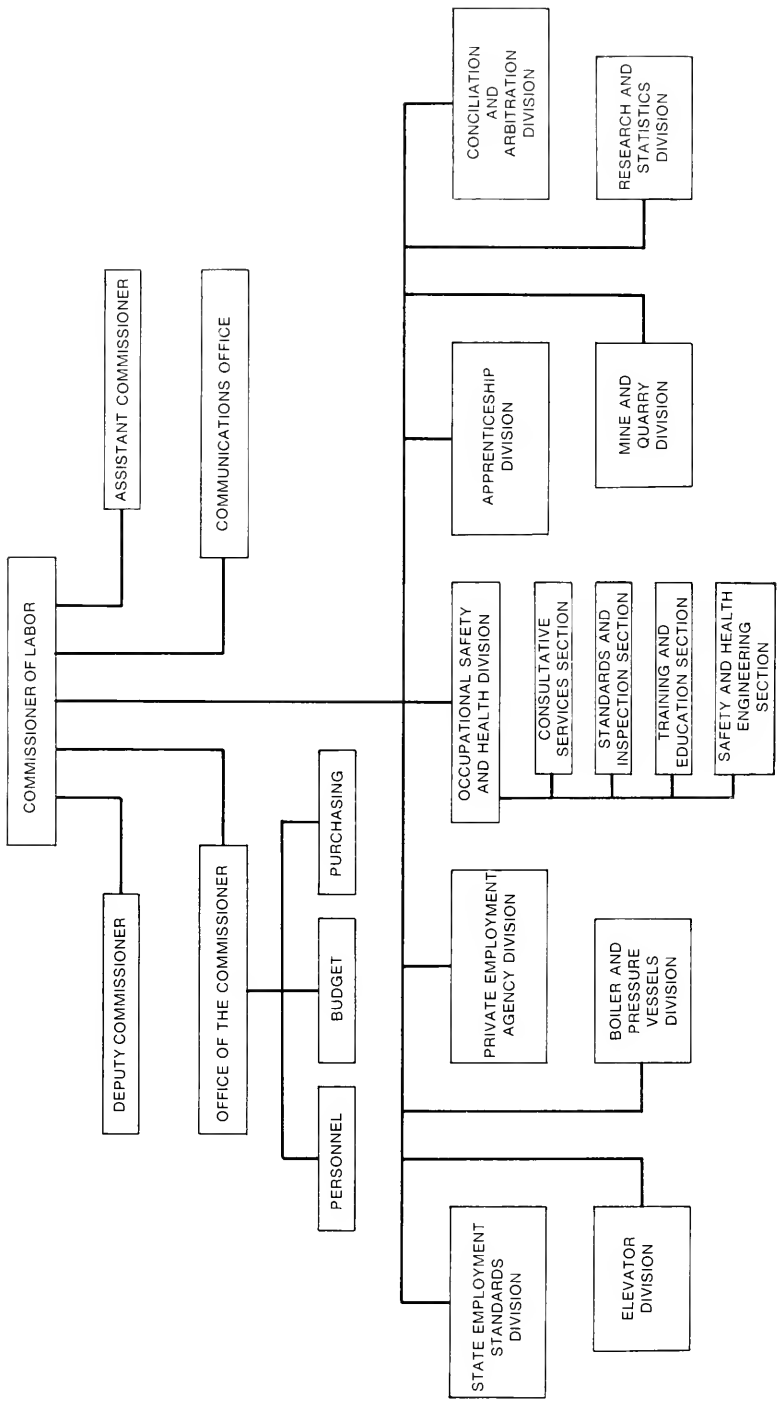 COMMISSIONER OF LABOR
DEPUTY COMMISSIONER
ASSISTANT COMMISSIONER
OFFICE OF THE COMMISSIONER
COMMUNICATIONS OFFICE
PERSONNEL
BUDGET
PURCHASING
STATE EMPLOYMENT
STANDARDS
DIVISION
PRIVATE EMPLOYMENT
AGENCY DIVISION
OCCUPATIONAL SAFETY
AND HEALTH DIVISION
APPRENTICESHIP
DIVISION
CONCILIATION
AND
ARBITRATION
DIVISION
ELEVATOR
DIVISION
BOILER AND
PRESSURE
VESSELS
DIVISION
CONSULTATIVE
SERVICES SECTION
STANDARDS AND
INSPECTION SECTION
TRAINING AND
EDUCATION SECTION
SAFETY AND HEALTH
ENGINEERING
SECTION
MINE AND
QUARRY
DIVISION
RESEARCH AND
STATISTICS
DIVISION